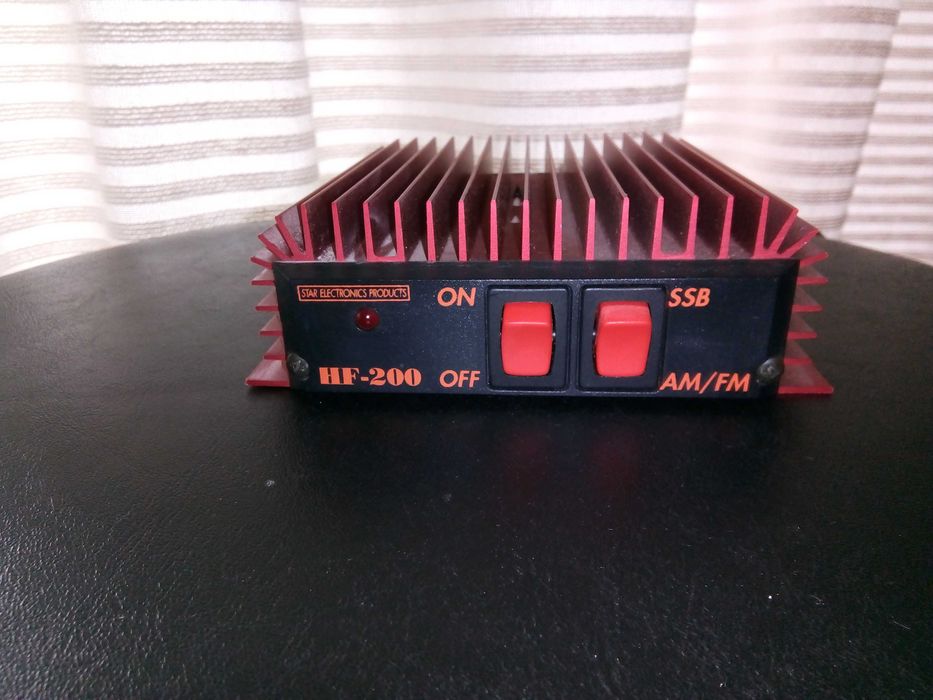 STAR ELECTRONICS PRODUCTS
ON
SSB
HF-200
OFF
AM/FM